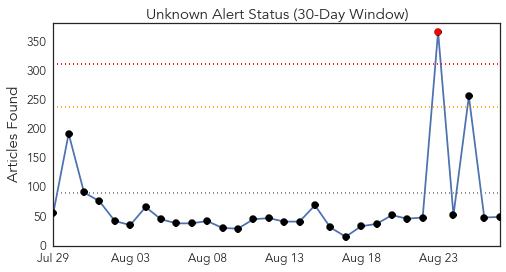 Unknown Alert Status (30-Day Window)
Articles Found
350
300
250
200
150
100
50
0
Jul 29
Aug 03
Aug 08
Aug 13
Aug 18
Aug 23